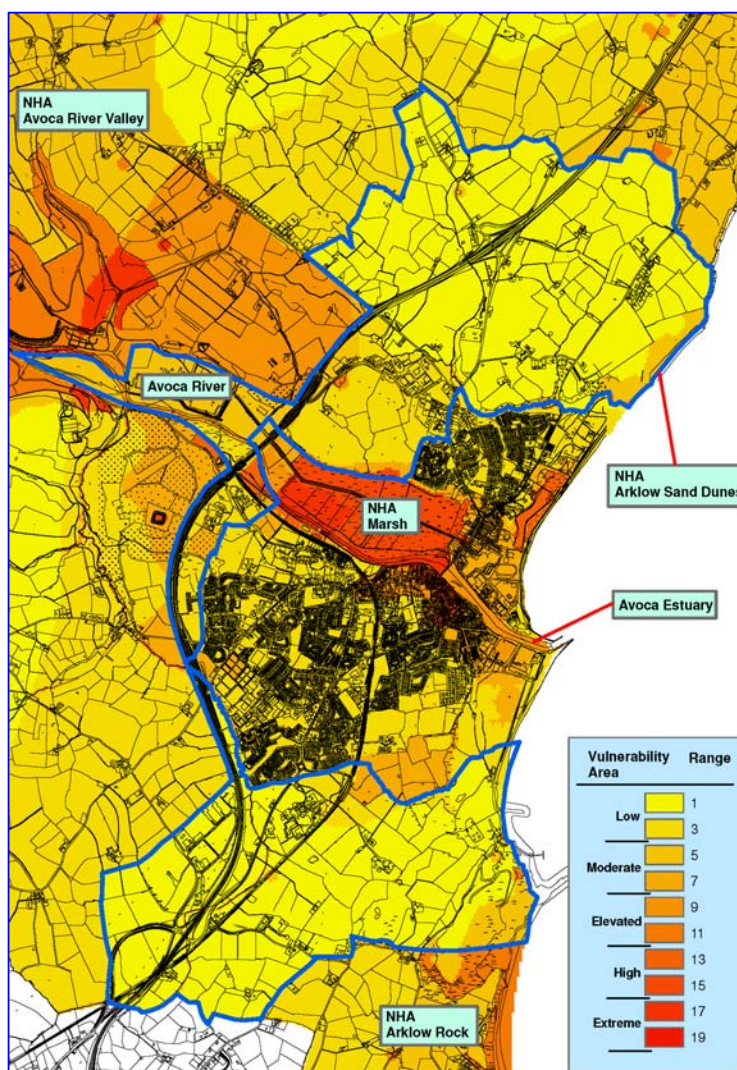 NHA
Avoca River Valley
Avoca River
NHA
Marsh
NHA
Arklow Sand Dunes
Avoca Estuary
NHA
Arklow Rock
Vulnerability Range
Area
Low
1
3
Moderate
5
7
Elevated
9
11
High
13
15
Extreme
17
19